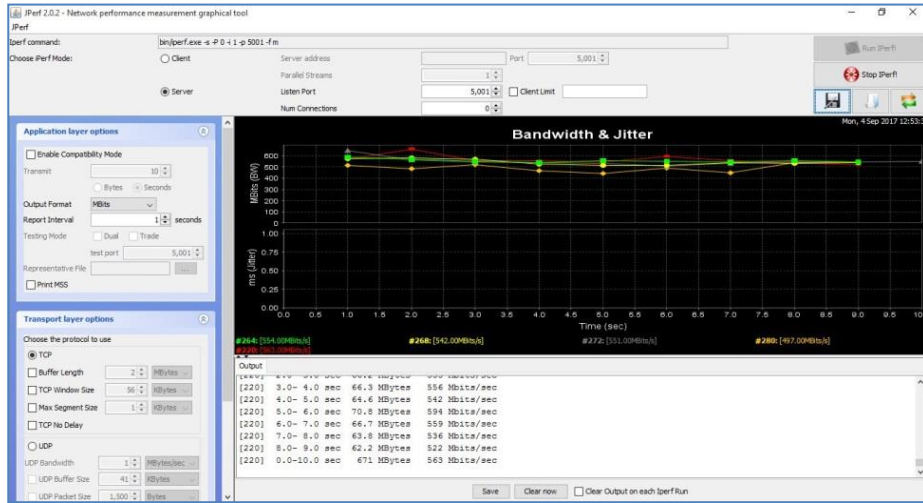 JPerf 2.0.2 - Network performance measurement graphical tool
JPerf
Iperf command:
bin/iperf.exe -s -P 0 -i 1 -p 5001 -f m
Choose iPerf Mode:
Client
Server address
Port
5,001
Parallel Streams
1
Server
Listen Port
5,001
Client Limit
Num Connections
0
Run IPerf!
Stop IPerf!
Application layer options
Enable Compatibility Mode
Transmit
10
Bytes
Seconds
Output Format
MBits
Report Interval
1
seconds
Testing Mode
Dual
Trade
test port
5,001
Representative File
...
Print MSS
Transport layer options
Choose the protocol to use
TCP
Buffer Length
2
MBytes
TCP Window Size
56
KBytes
Max Segment Size
1
KBytes
TCP No Delay
UDP
UDP Bandwidth
1
MBytes/sec
UDP Buffer Size
41
KBytes
UDP Packet Size
1,500
Bytes
Mon, 4 Sep 2017 12:53:
Bandwidth & Jitter
MBits (BW)
600
500
400
300
200
100
0
ms (Jitter)
1.00
0.75
0.50
0.25
0.00
0.0 0.5 1.0 1.5 2.0 2.5 3.0 3.5 4.0 4.5 5.0 5.5 6.0 6.5 7.0 7.5 8.0 8.5 9.0 9.5 10
Time (sec)
#264: [554.00MBits/s]
#268: [542.00MBits/s]
#272: [551.00MBits/s]
#280: [497.00MBits/s]
#220: [563.00MBits/s]
Output
[220] 3.0- 4.0 sec 66.3 MBytes 556 Mbits/sec
[220] 4.0- 5.0 sec 64.6 MBytes 542 Mbits/sec
[220] 5.0- 6.0 sec 70.8 MBytes 594 Mbits/sec
[220] 6.0- 7.0 sec 66.7 MBytes 559 Mbits/sec
[220] 7.0- 8.0 sec 63.8 MBytes 536 Mbits/sec
[220] 8.0- 9.0 sec 62.2 MBytes 522 Mbits/sec
[220] 0.0-10.0 sec 671 MBytes 563 Mbits/sec
Save
Clear now
Clear Output on each Iperf Run